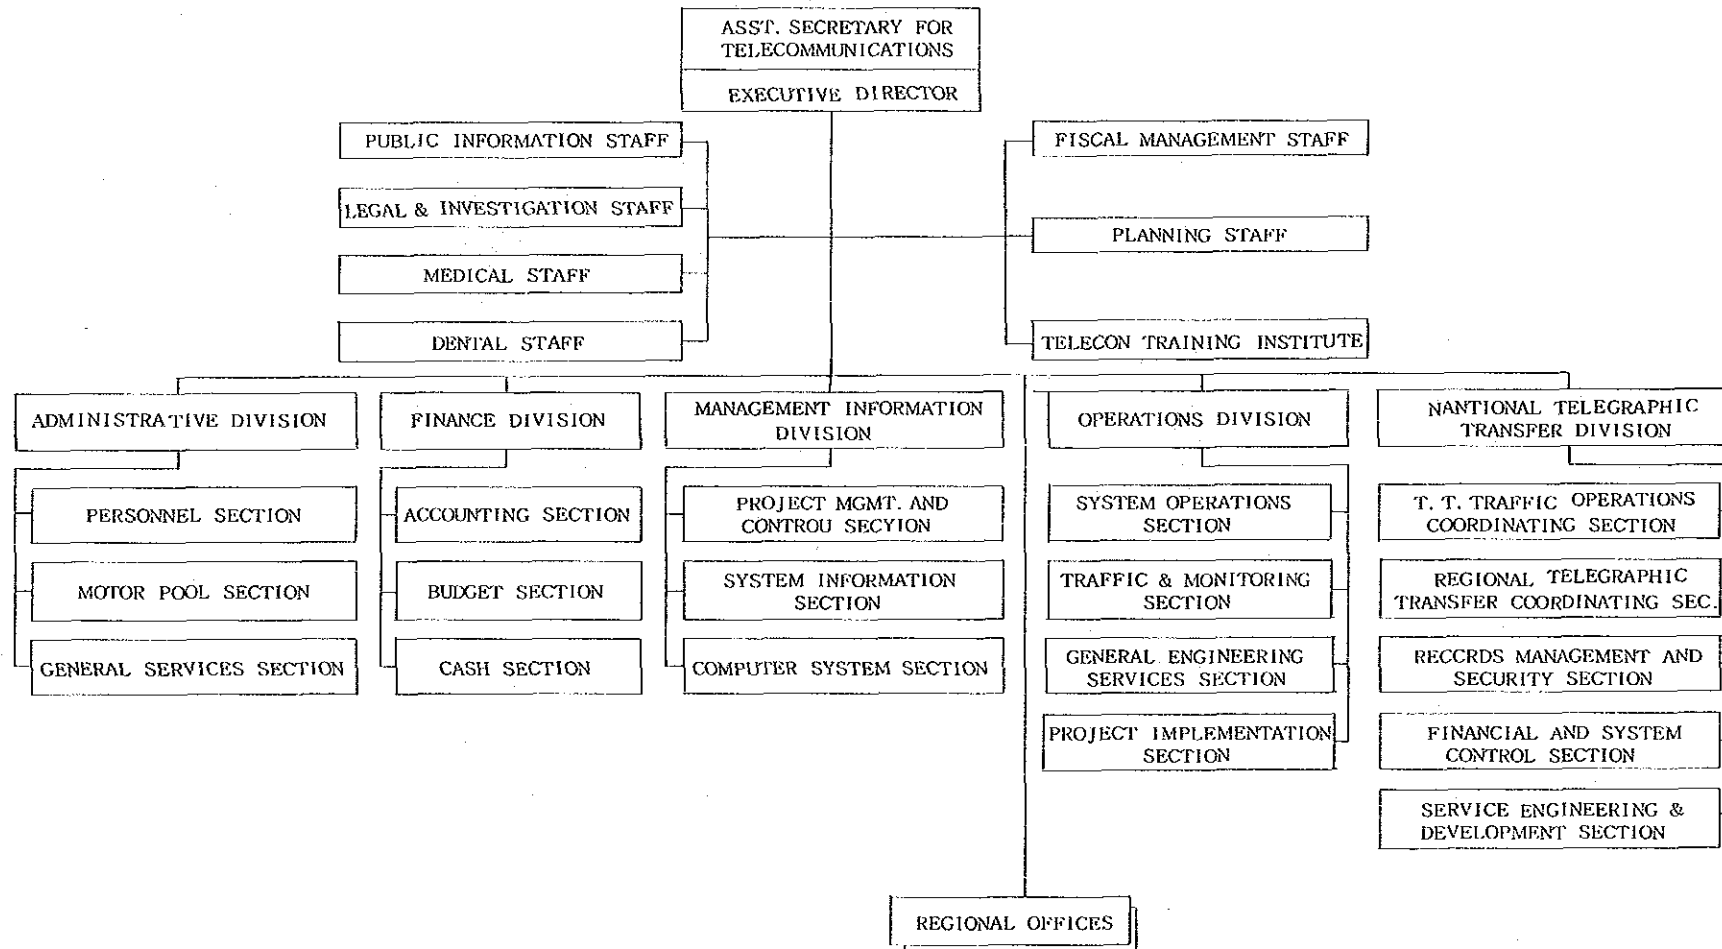 ASST. SECRETARY FOR
TELECOMMUNICATIONS
EXECUTIVE DIRECTOR
PUBLIC INFORMATION STAFF
LEGAL & INVESTIGATION STAFF
MEDICAL STAFF
DENTAL STAFF
FISCAL MANAGEMENT STAFF
PLANNING STAFF
TELECON TRAINING INSTITUTE
ADMINISTRATIVE DIVISION
PERSONNEL SECTION
MOTOR POOL SECTION
GENERAL SERVICES SECTION
FINANCE DIVISION
ACCOUNTING SECTION
BUDGET SECTION
CASH SECTION
MANAGEMENT INFORMATION
DIVISION
PROJECT MGMT. AND
CONTROU SECYION
SYSTEM INFORMATION
SECTION
COMPUTER SYSTEM SECTION
OPERATIONS DIVISION
SYSTEM OPERATIONS
SECTION
TRAFFIC & MONITORING
SECTION
GENERAL ENGINEERING
SERVICES SECTION
PROJECT IMPLEMENTATION
SECTION
NANTIONAL TELEGRAPHIC
TRANSFER DIVISION
T. T. TRAFFIC OPERATIONS
COORDINATING SECTION
REGIONAL TELEGRAPHIC
TRANSFER COORDINATING SEC.
RECCRDS MANAGEMENT AND
SECURITY SECTION
FINANCIAL AND SYSTEM
CONTROL SECTION
SERVICE ENGINEERING &
DEVELOPMENT SECTION
REGIONAL OFFICES